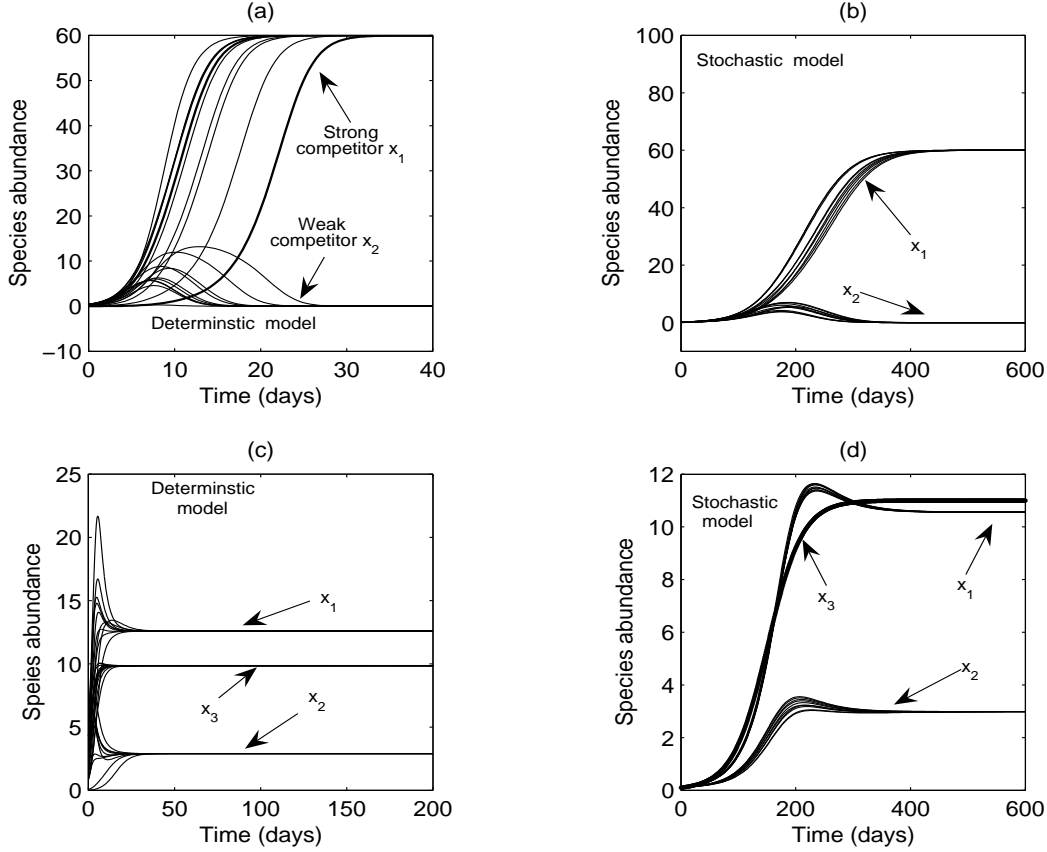 (a)
Species abundance
60
50
40
30
20
10
0
−10
Strong
competitor x1
Weak
competitor x2
Determinstic model
0 10 20 30 40
Time (days)
(b)
Species abundance
100
80
60
40
20
0
−20
Stochastic model
x1
x2
0 200 400 600
Time (days)
(c)
Speies abundance
25
20
15
10
5
0
Determinstic
model
x1
x3
x2
0 50 100 150 200
Time (days)
(d)
Species abundance
12
10
8
6
4
2
0
Stochastic
model
x3
x1
x2
0 200 400 600
Time (days)